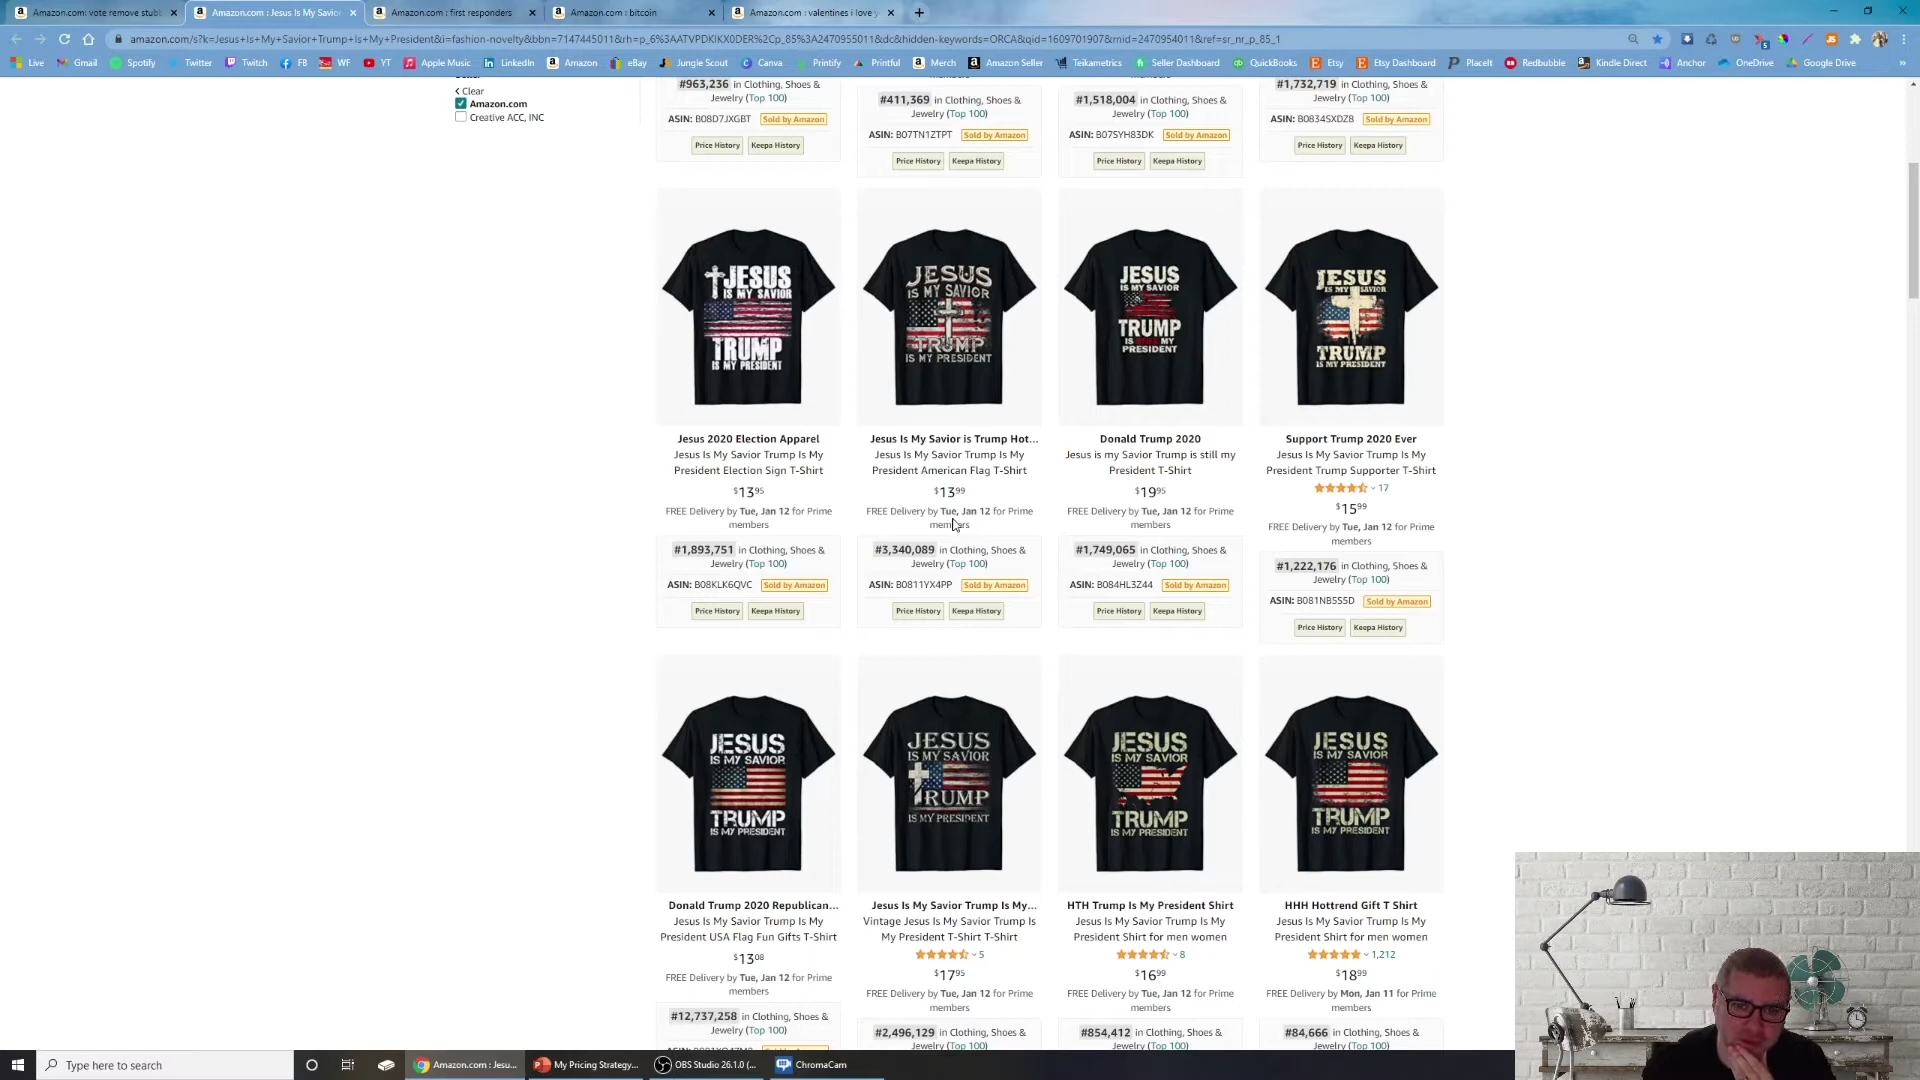 Amazon.com: vote remove stubb
Amazon.com : Jesus Is My Savior
Amazon.com : first responders
Amazon.com : bitcoin
Amazon.com : valentines i love y
amazon.com/s?k=Jesus+Is+My+Savior+Trump+Is+My+President&i=fashion-novelty&bbn=7147445011&rh=p_6%3AATVPDKIKX0DER%2Cp_85%3A2470955011&dc&hidden-keywords=ORCA&qid=1609701907&rnid=2470954011&ref=sr_nr_p_85_1
Live Gmail Spotify Twitter Twitch FB WF YT Apple Music LinkedIn Amazon eBay Jungle Scout Canva Printify Printful Merch Amazon Seller Teikametrics Seller Dashboard QuickBooks Etsy Etsy Dashboard PlaceIt Redbubble Kindle Direct Anchor OneDrive Google Drive
Clear
Amazon.com
Creative ACC, INC
#963,236 in Clothing, Shoes &
Jewelry (Top 100)
ASIN: B08D7JXGBT Sold by Amazon
Price History Keepa History
#411,369 in Clothing, Shoes &
Jewelry (Top 100)
ASIN: B07TN1ZTPT Sold by Amazon
Price History Keepa History
#1,518,004 in Clothing, Shoes &
Jewelry (Top 100)
ASIN: B07SYH83DK Sold by Amazon
Price History Keepa History
#1,732,719 in Clothing, Shoes &
Jewelry (Top 100)
ASIN: B0834SXDZ8 Sold by Amazon
Price History Keepa History
JESUS
IS MY SAVIOR
TRUMP
IS MY PRESIDENT
Jesus 2020 Election Apparel
Jesus Is My Savior Trump Is My
President Election Sign T-Shirt
$13.95
FREE Delivery by Tue, Jan 12 for Prime
members
#1,893,751 in Clothing, Shoes &
Jewelry (Top 100)
ASIN: B08KLK6QVC Sold by Amazon
Price History Keepa History
JESUS
IS MY SAVIOR
TRUMP
IS MY PRESIDENT
Jesus Is My Savior is Trump Hot...
Jesus Is My Savior Trump Is My
President American Flag T-Shirt
$13.99
FREE Delivery by Tue, Jan 12 for Prime
members
#3,340,089 in Clothing, Shoes &
Jewelry (Top 100)
ASIN: B0811YX4PP Sold by Amazon
Price History Keepa History
JESUS
IS MY SAVIOR
TRUMP
IS STILL MY
PRESIDENT
Donald Trump 2020
Jesus is my Savior Trump is still my
President T-Shirt
$19.95
FREE Delivery by Tue, Jan 12 for Prime
members
#1,749,065 in Clothing, Shoes &
Jewelry (Top 100)
ASIN: B084HL3Z44 Sold by Amazon
Price History Keepa History
JESUS
IS MY SAVIOR
TRUMP
IS MY PRESIDENT
Support Trump 2020 Ever
Jesus Is My Savior Trump Is My
President Trump Supporter T-Shirt
17
$15.99
FREE Delivery by Tue, Jan 12 for Prime
members
#1,222,176 in Clothing, Shoes &
Jewelry (Top 100)
ASIN: B081NB5S5D Sold by Amazon
Price History Keepa History
JESUS
IS MY SAVIOR
TRUMP
IS MY PRESIDENT
Donald Trump 2020 Republican...
Jesus Is My Savior Trump Is My
President USA Flag Fun Gifts T-Shirt
$13.08
FREE Delivery by Tue, Jan 12 for Prime
members
#12,737,258 in Clothing, Shoes &
Jewelry (Top 100)
JESUS
IS MY SAVIOR
TRUMP
IS MY PRESIDENT
Jesus Is My Savior Trump Is My...
Vintage Jesus Is My Savior Trump Is
My President T-Shirt T-Shirt
5
$17.95
FREE Delivery by Tue, Jan 12 for Prime
members
#2,496,129 in Clothing, Shoes &
Jewelry (Top 100)
JESUS
IS MY SAVIOR
TRUMP
IS MY PRESIDENT
HTH Trump Is My President Shirt
Jesus Is My Savior Trump Is My
President Shirt for men women
8
$16.99
FREE Delivery by Tue, Jan 12 for Prime
members
#854,412 in Clothing, Shoes &
Jewelry (Top 100)
JESUS
IS MY SAVIOR
TRUMP
IS MY PRESIDENT
HHH Hottrend Gift T Shirt
Jesus Is My Savior Trump Is My
President Shirt for men women
1,212
$18.99
FREE Delivery by Mon, Jan 11 for Prime
members
#84,666 in Clothing, Shoes &
Jewelry (Top 100)
Type here to search
Amazon.com : Jesu...
My Pricing Strategy...
OBS Studio 26.1.0 (...
ChromaCam